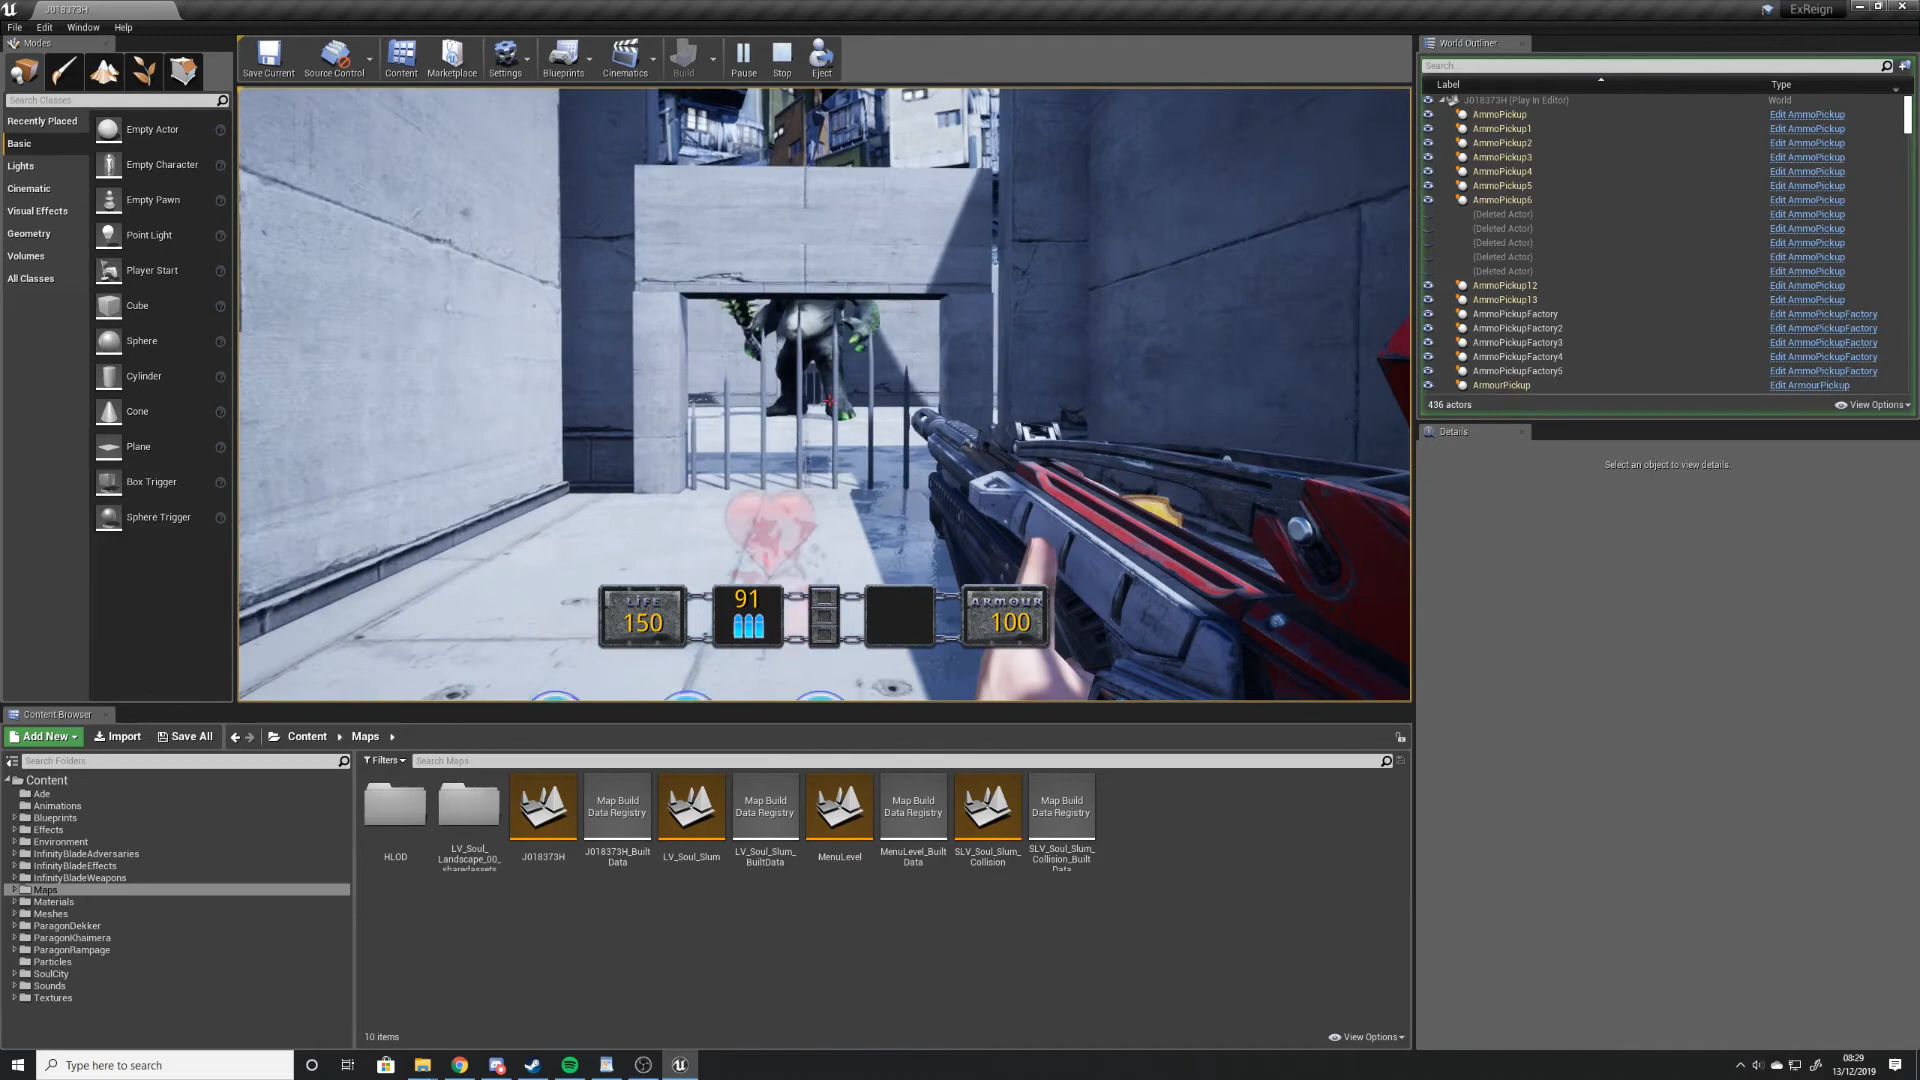 J018373H
ExReign
File Edit Window Help
Modes
Save Current
Source Control
Content
Marketplace
Settings
Blueprints
Cinematics
Build
Pause
Stop
Eject
Search Classes
Recently Placed
Basic
Lights
Cinematic
Visual Effects
Geometry
Volumes
All Classes
Empty Actor
Empty Character
Empty Pawn
Point Light
Player Start
Cube
Sphere
Cylinder
Cone
Plane
Box Trigger
Sphere Trigger
LIFE
150
91
ARMOUR
100
World Outliner
Search...
Label Type
J018373H (Play In Editor) World
AmmoPickup Edit AmmoPickup
AmmoPickup1 Edit AmmoPickup
AmmoPickup2 Edit AmmoPickup
AmmoPickup3 Edit AmmoPickup
AmmoPickup4 Edit AmmoPickup
AmmoPickup5 Edit AmmoPickup
AmmoPickup6 Edit AmmoPickup
(Deleted Actor) Edit AmmoPickup
(Deleted Actor) Edit AmmoPickup
(Deleted Actor) Edit AmmoPickup
(Deleted Actor) Edit AmmoPickup
(Deleted Actor) Edit AmmoPickup
AmmoPickup12 Edit AmmoPickup
AmmoPickup13 Edit AmmoPickup
AmmoPickupFactory Edit AmmoPickupFactory
AmmoPickupFactory2 Edit AmmoPickupFactory
AmmoPickupFactory3 Edit AmmoPickupFactory
AmmoPickupFactory4 Edit AmmoPickupFactory
AmmoPickupFactory5 Edit AmmoPickupFactory
ArmourPickup Edit ArmourPickup
436 actors View Options
Details
Select an object to view details.
Content Browser
Add New Import Save All Content Maps
Search Folders
Filters Search Maps
Content
Ade
Animations
Blueprints
Effects
Environment
InfinityBladeAdversaries
InfinityBladeEffects
InfinityBladeWeapons
Maps
Materials
Meshes
ParagonDekker
ParagonKhaimera
ParagonRampage
Particles
SoulCity
Sounds
Textures
HLOD
LV_Soul_
Landscape_00_
sharedassets
J018373H
Map Build
Data Registry
J018373H_Built
Data
LV_Soul_Slum
Map Build
Data Registry
LV_Soul_Slum_
BuiltData
MenuLevel
Map Build
Data Registry
MenuLevel_Built
Data
SLV_Soul_Slum_
Collision
Map Build
Data Registry
SLV_Soul_Slum_
Collision_Built
Data
10 items View Options
Type here to search
08:29
13/12/2019